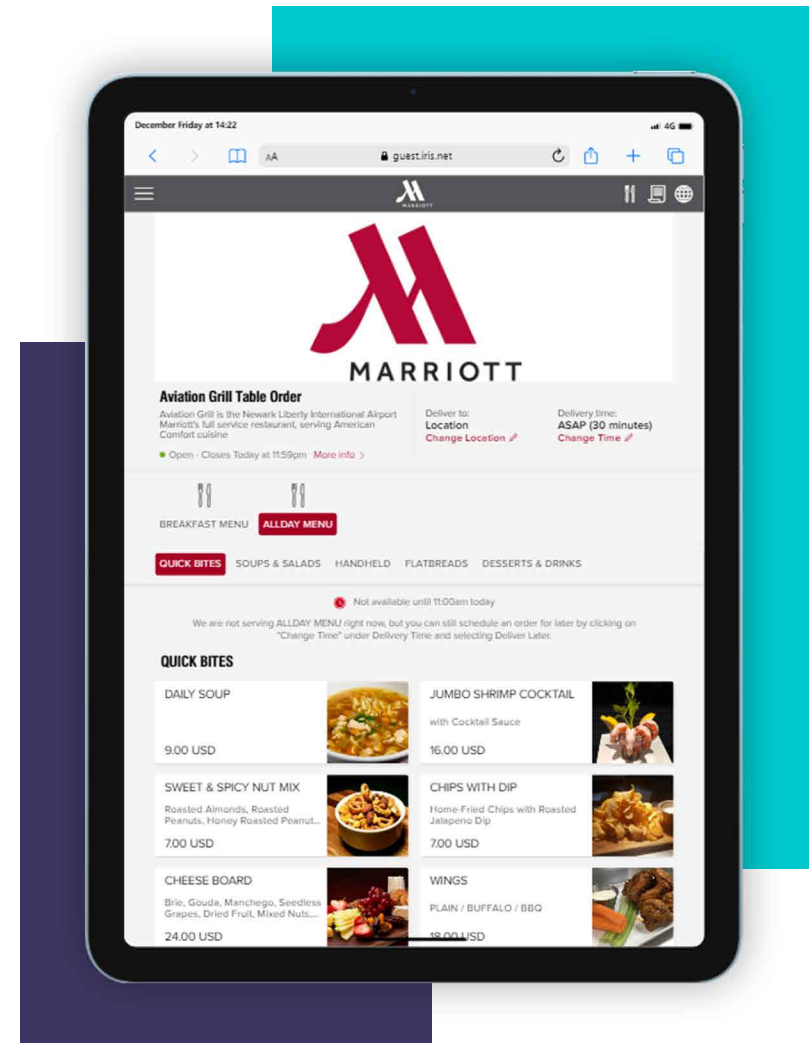 December Friday at 14:22
4G
AA
guest.iris.net
MARRIOTT
MARRIOTT
Aviation Grill Table Order
Aviation Grill is the Newark Liberty International Airport
Marriott's full service restaurant, serving American
Comfort cuisine
Open - Closes Today at 11:59pm More info >
Deliver to:
Location
Change Location
Delivery time:
ASAP (30 minutes)
Change Time
BREAKFAST MENU ALLDAY MENU
QUICK BITES SOUPS & SALADS HANDHELD FLATBREADS DESSERTS & DRINKS
Not available until 11:00am today
We are not serving ALLDAY MENU right now, but you can still schedule an order for later by clicking on
"Change Time" under Delivery Time and selecting Deliver Later.
QUICK BITES
DAILY SOUP
9.00 USD
JUMBO SHRIMP COCKTAIL
with Cocktail Sauce
16.00 USD
SWEET & SPICY NUT MIX
Roasted Almonds, Roasted
Peanuts, Honey Roasted Peanut...
7.00 USD
CHIPS WITH DIP
Home-Fried Chips with Roasted
Jalapeno Dip
7.00 USD
CHEESE BOARD
Brie, Gouda, Manchego, Seedless
Grapes, Dried Fruit, Mixed Nuts,...
24.00 USD
WINGS
PLAIN / BUFFALO / BBQ
18.00 USD